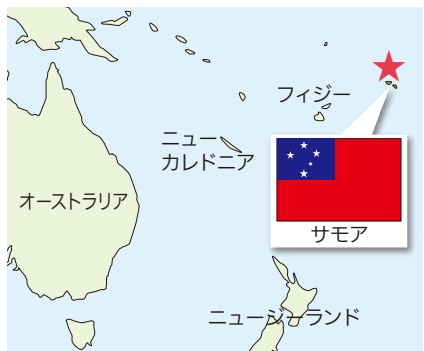 フィジー
ニュー
カレドニア
オーストラリア
サモア
ニュージーランド